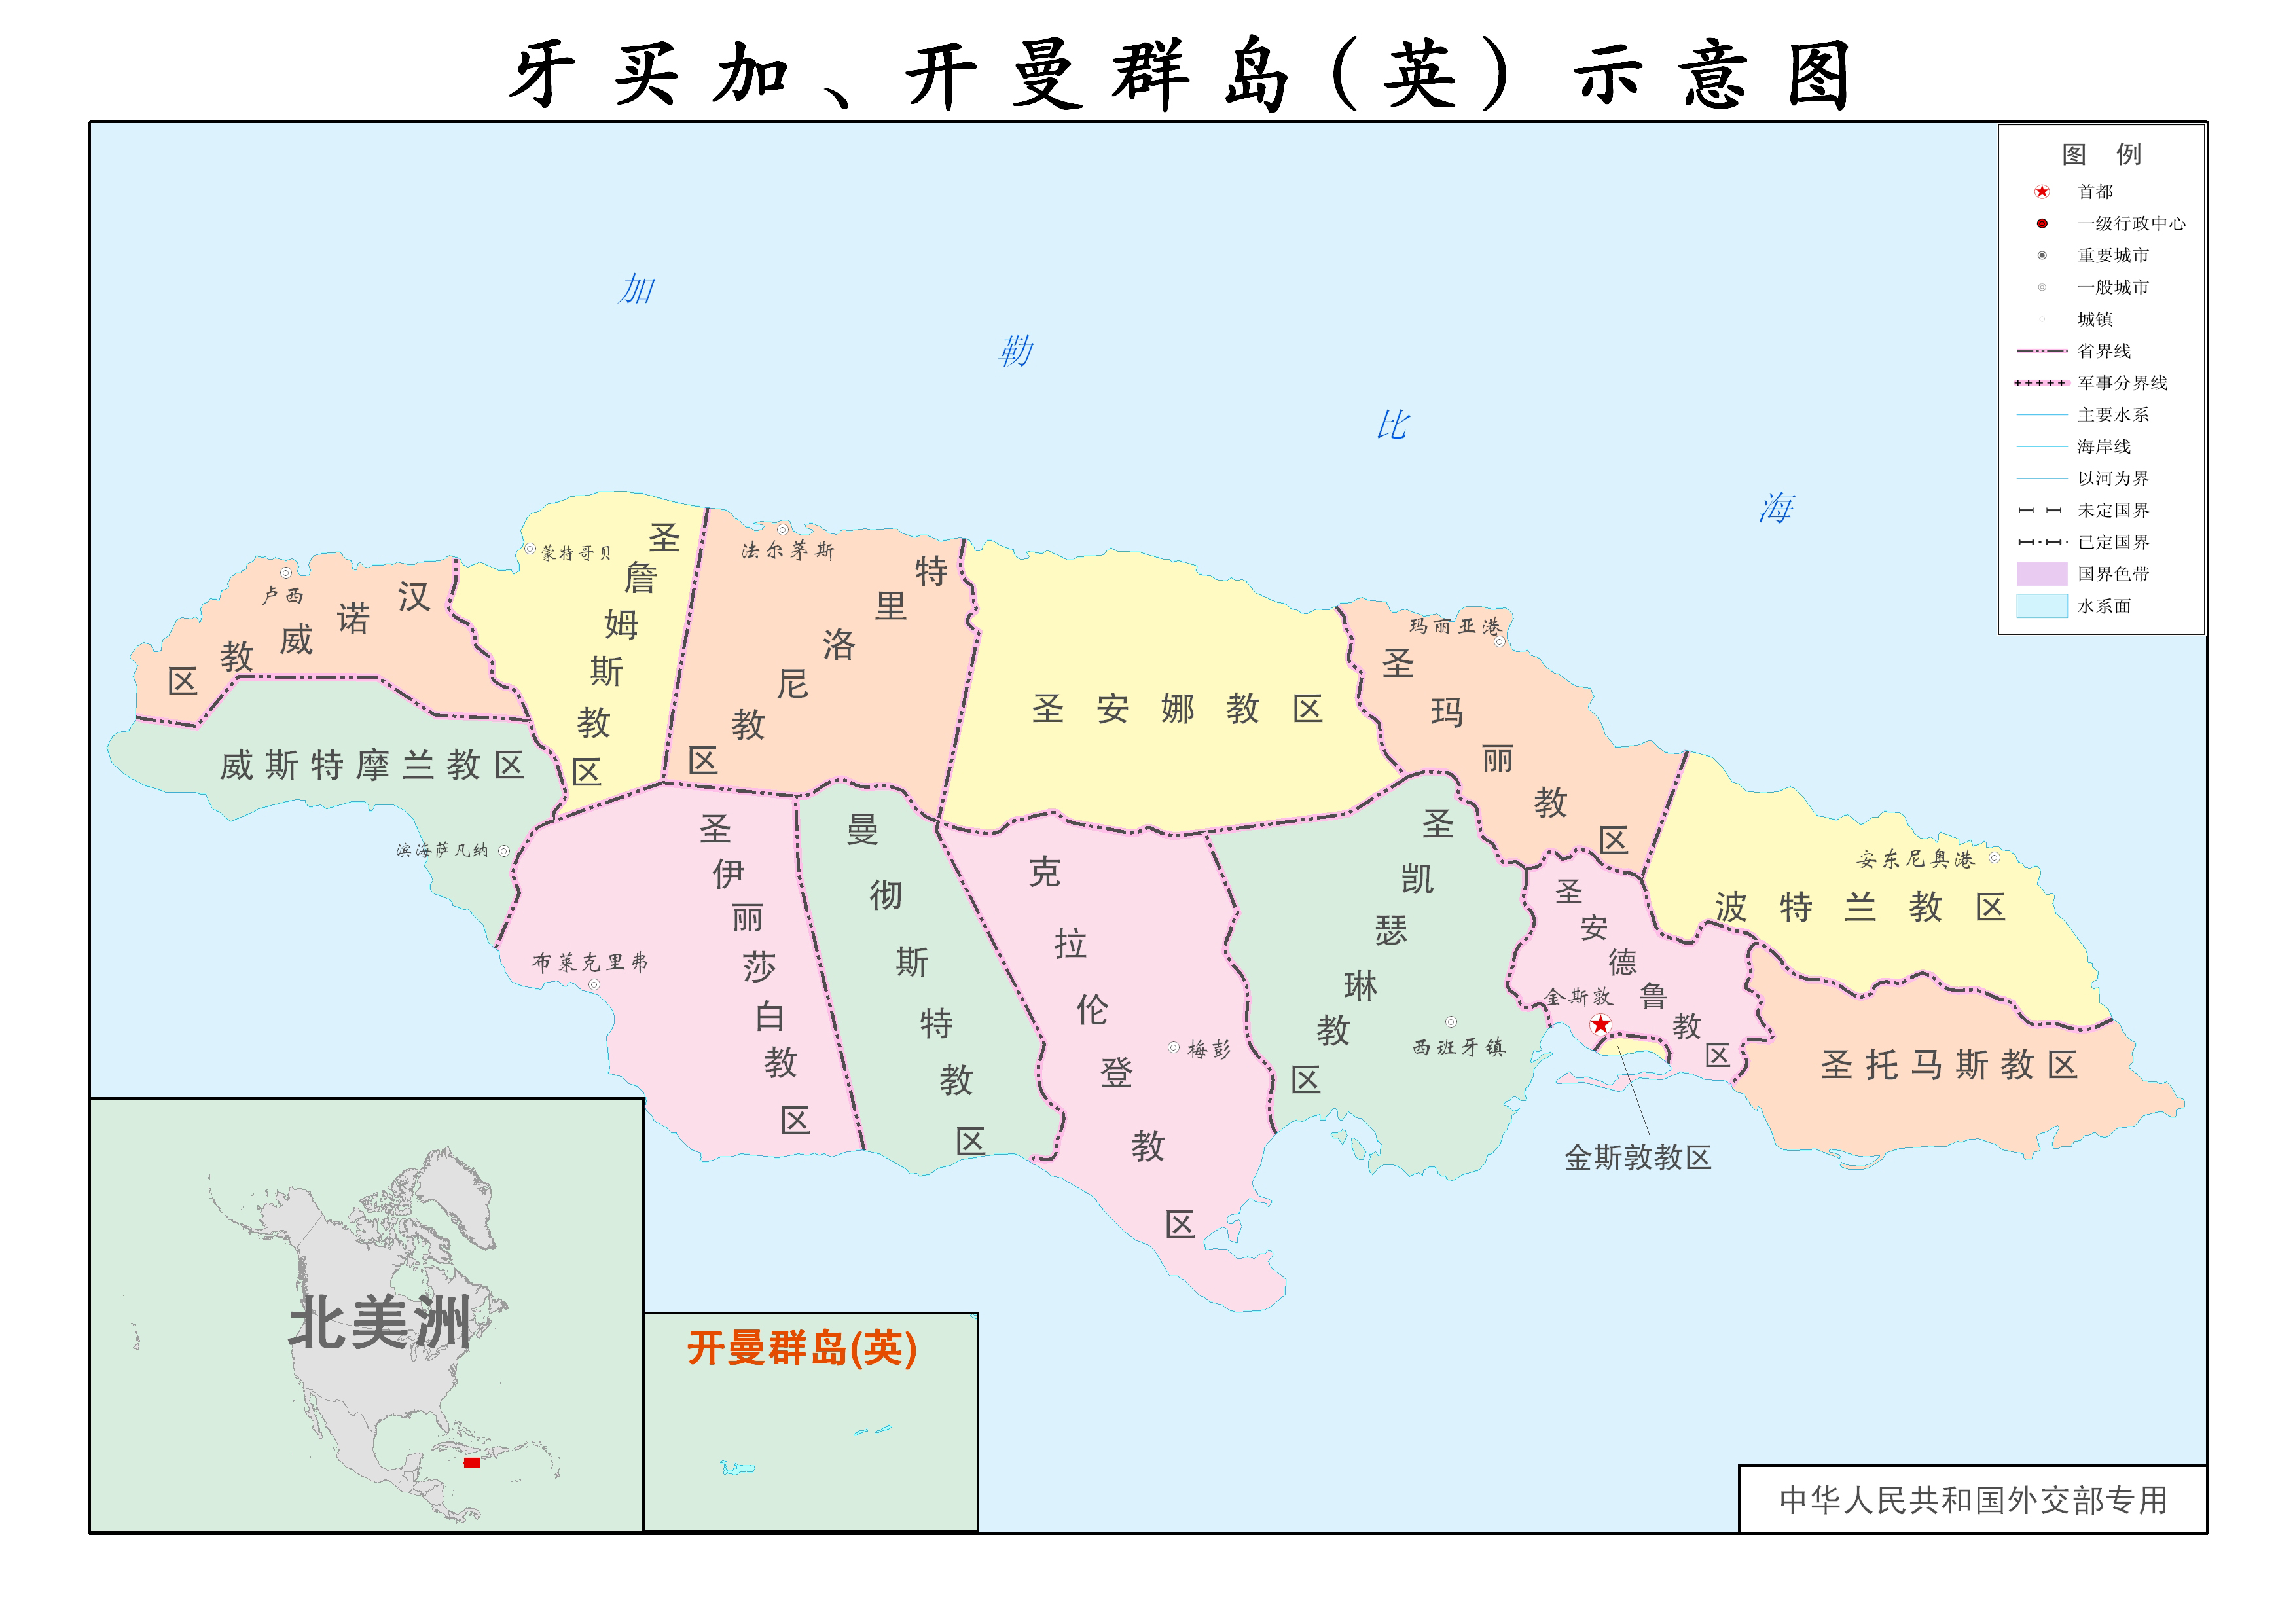 牙买加、开曼群岛(英)示意图
图 例
首都
一级行政中心
重要城市
一般城市
城镇
省界线
军事分界线
主要水系
海岸线
以河为界
未定国界
已定国界
国界色带
水系面
加勒比海
汉诺威教区
卢西
圣詹姆斯教区
蒙特哥贝
特里洛尼教区
法尔茅斯
圣安娜教区
圣玛丽教区
玛丽亚港
威斯特摩兰教区
滨海萨凡纳
圣伊丽莎白教区
布莱克里弗
曼彻斯特教区
克拉伦登教区
梅彭
圣凯瑟琳教区
西班牙镇
圣安德鲁教区
金斯敦
金斯敦教区
波特兰教区
安东尼奥港
圣托马斯教区
北美洲
开曼群岛(英)
中华人民共和国外交部专用